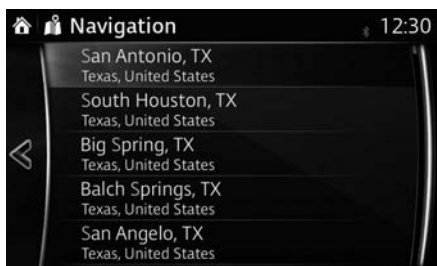 Navigation 12:30
San Antonio, TX
Texas, United States
South Houston, TX
Texas, United States
Big Spring, TX
Texas, United States
Balch Springs, TX
Texas, United States
San Angelo, TX
Texas, United States